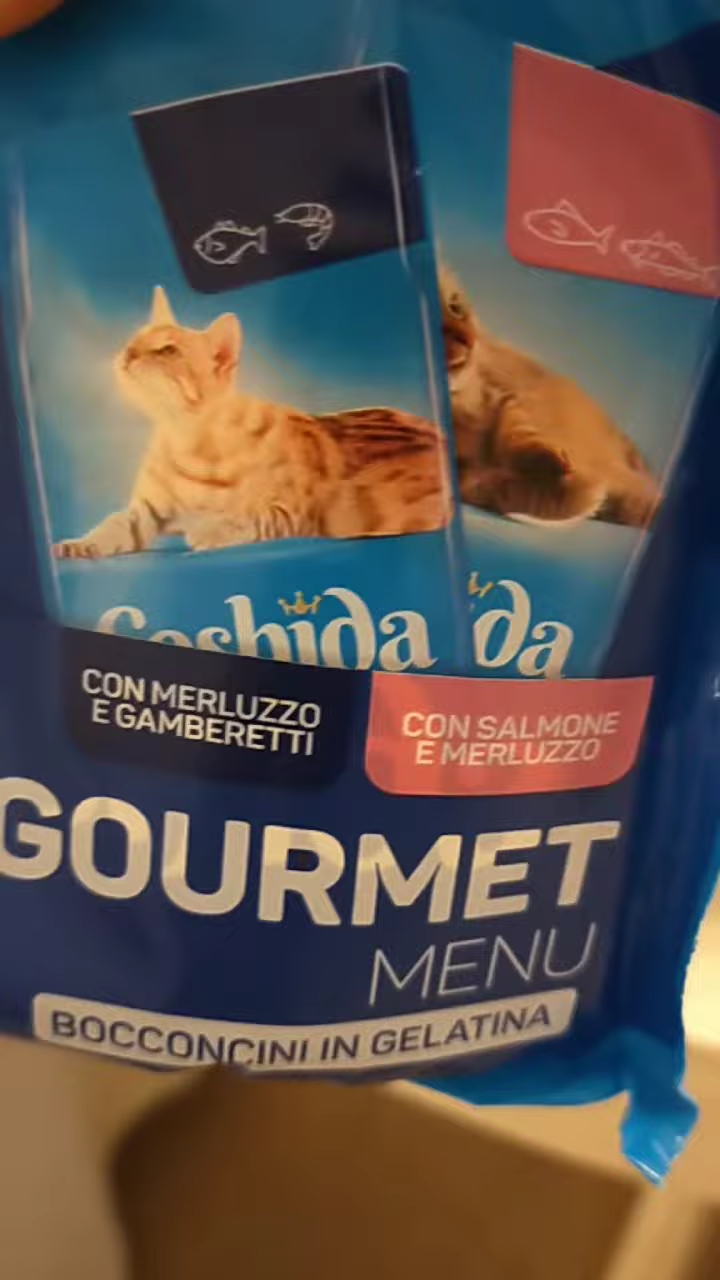 Coshida
da
CON MERLUZZO
E GAMBERETTI
CON SALMONE
E MERLUZZO
GOURMET
MENU
BOCCONCINI IN GELATINA